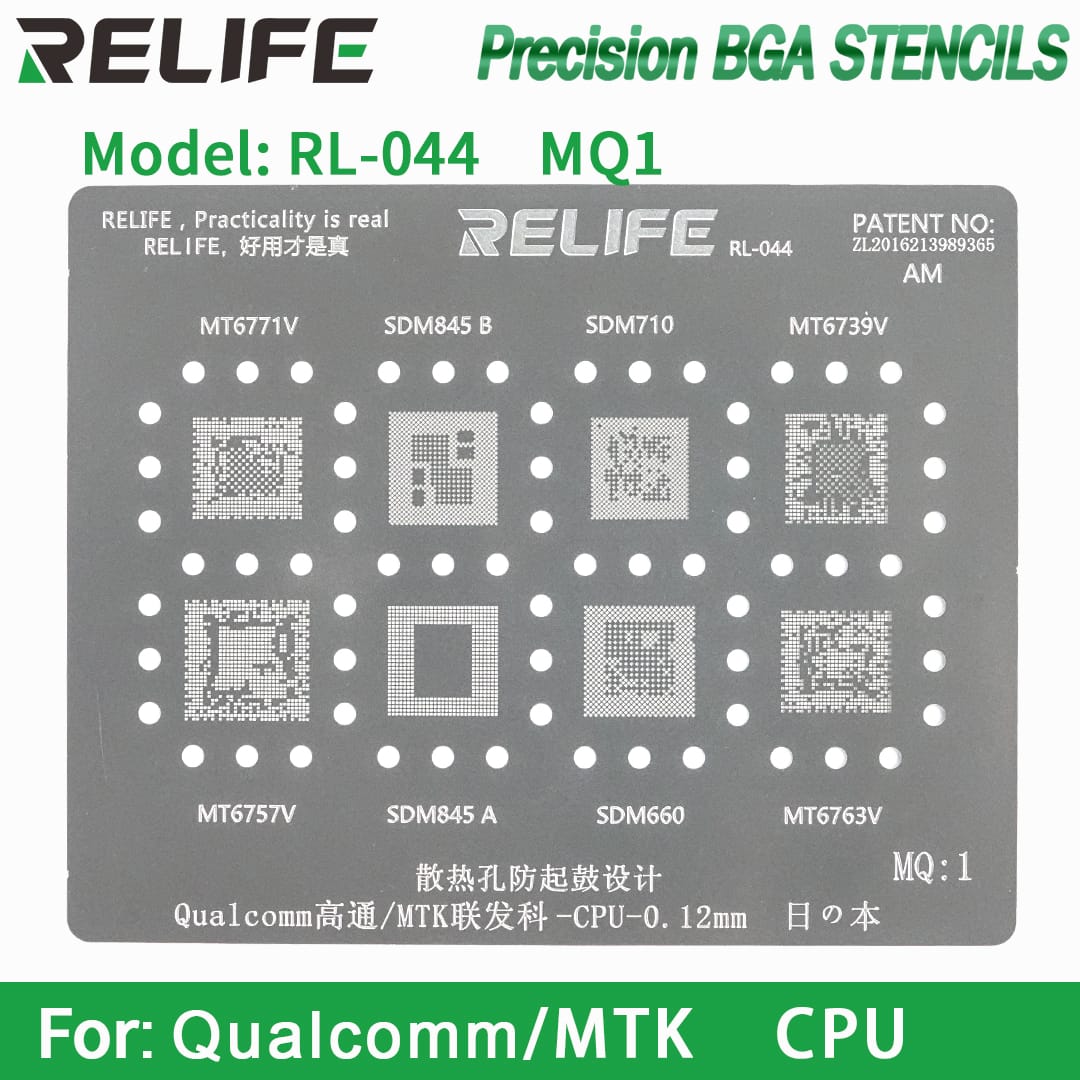 RELIFE Precision BGA STENCILS
Model: RL-044 MQ1
RELIFE , Practicality is real
RELIFE, 好用才是真
RELIFE RL-044
PATENT NO:
ZL2016213989365
AM
MT6771V SDM845 B SDM710 MT6739V
MT6757V SDM845 A SDM660 MT6763V
散热孔防起鼓设计
MQ:1
Qualcomm高通/MTK联发科-CPU-0.12mm 日の本
For: Qualcomm/MTK CPU